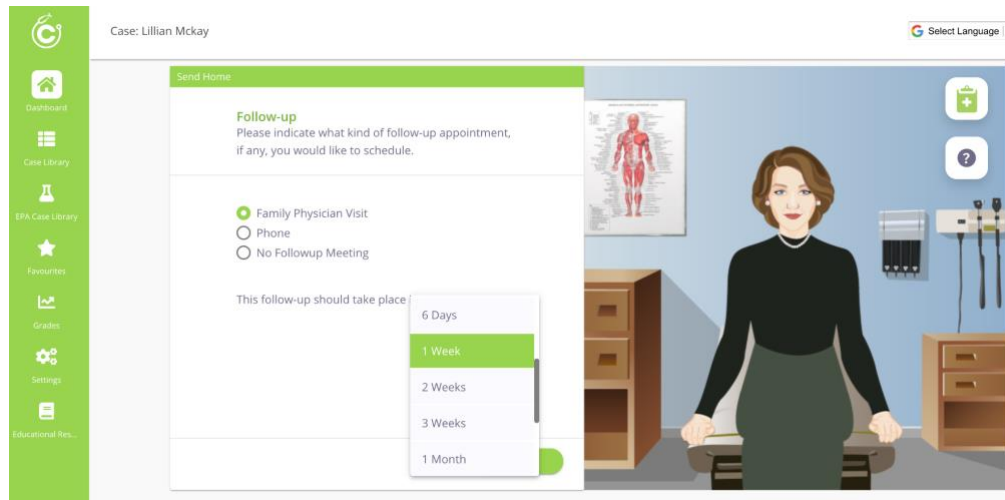 Case: Lillian Mckay
Select Language
Dashboard
Case Library
EPA Case Library
Favourites
Grades
Settings
Educational Res...
Send Home
Follow-up
Please indicate what kind of follow-up appointment,
if any, you would like to schedule.
Family Physician Visit
Phone
No Followup Meeting
This follow-up should take place
6 Days
1 Week
2 Weeks
3 Weeks
1 Month